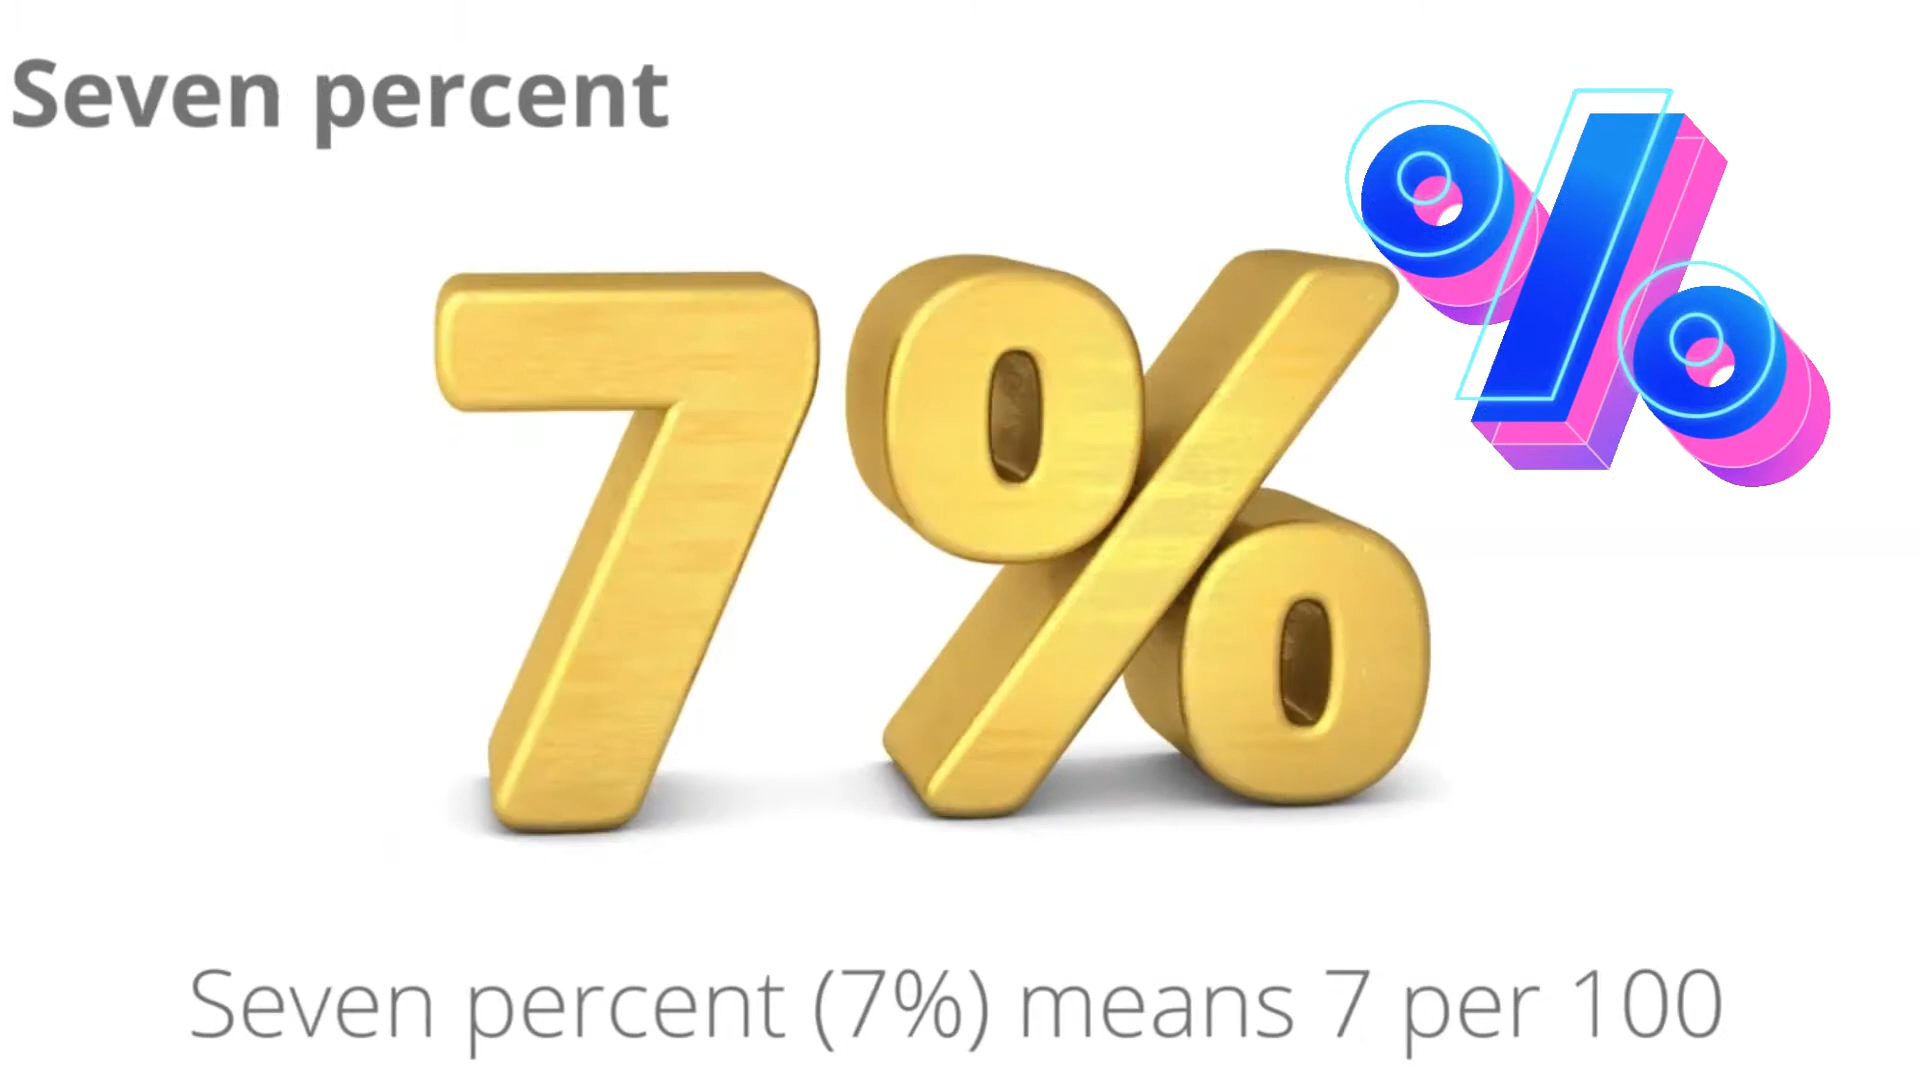 Seven percent
%
7%
Seven percent (7%) means 7 per 100